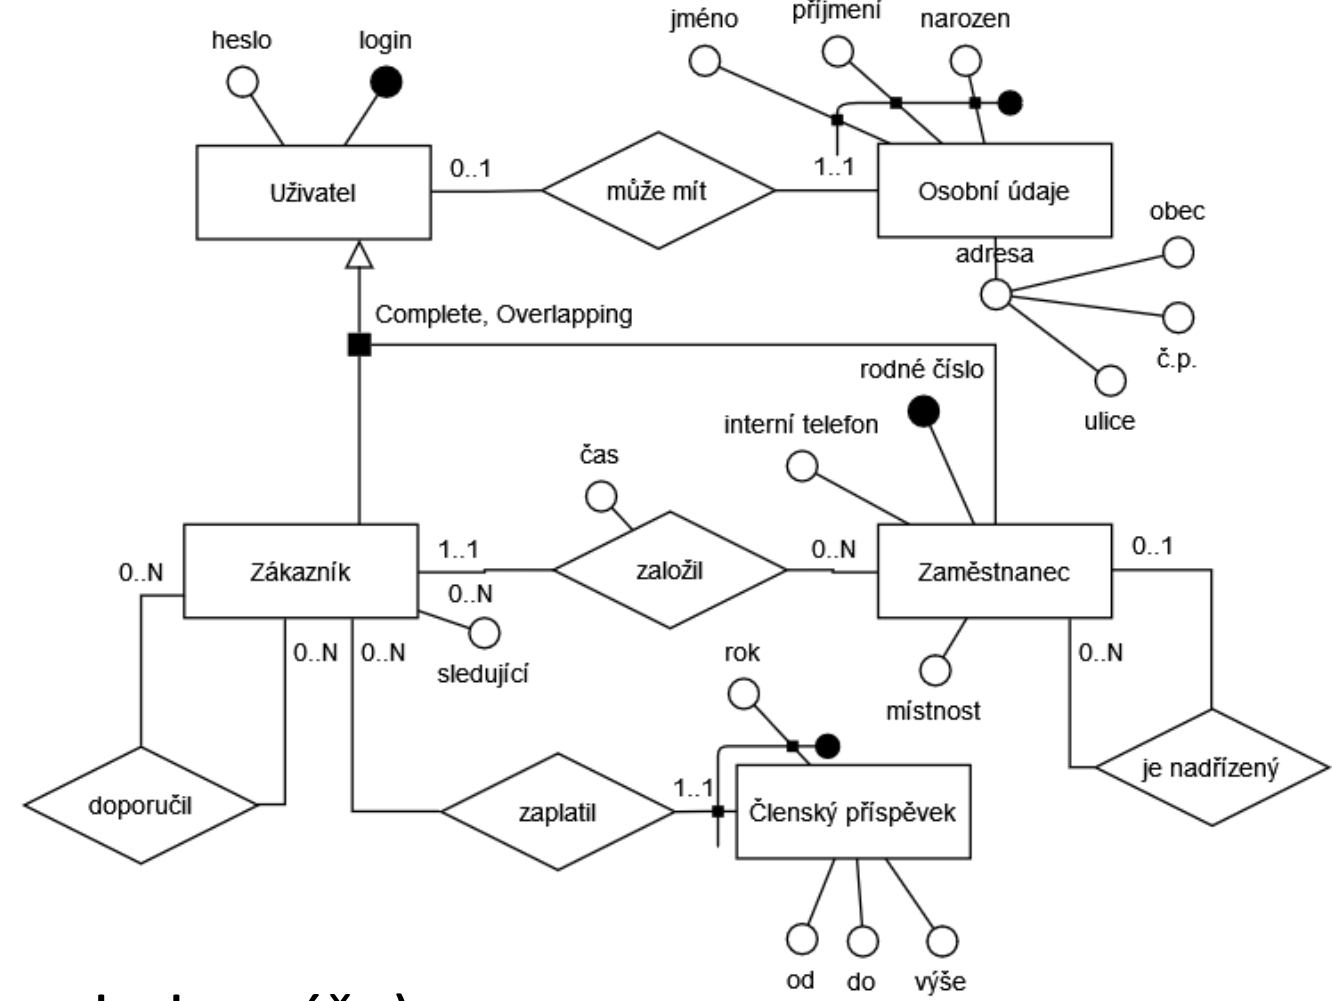 příjmení
jméno
narozen
heslo
login
0..1
1..1
Uživatel
může mít
Osobní údaje
obec
adresa
Complete, Overlapping
č.p.
rodné číslo
ulice
interní telefon
čas
1..1
0..N
0..1
0..N
Zákazník
založil
Zaměstnanec
0..N
0..N
0..N
rok
0..N
sledující
místnost
je nadřízený
1..1
doporučil
zaplatil
Členský příspěvek
od
do
výše